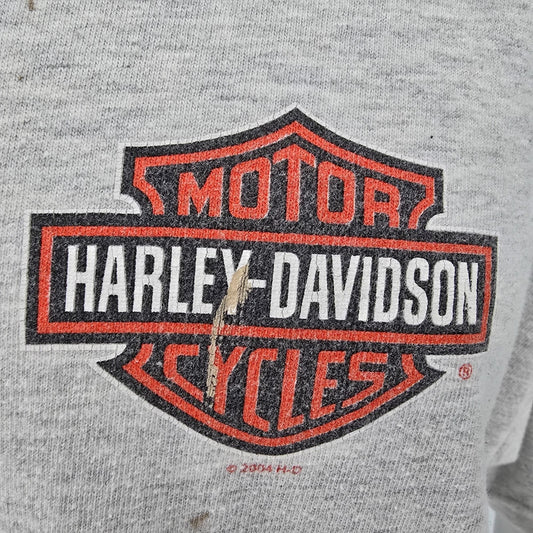 MOTOR
HARLEY-DAVIDSON
CYCLES
®
© 2004 H-D